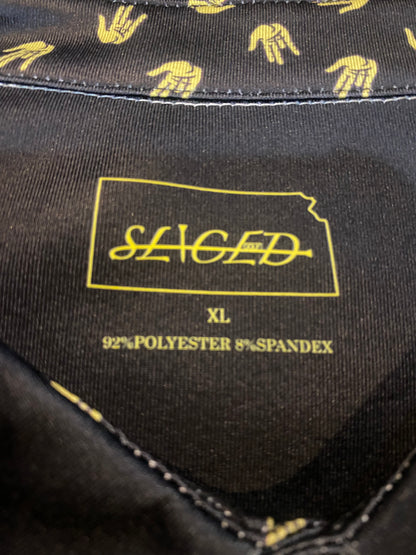 SLICED
XL
92%POLYESTER 8%SPANDEX